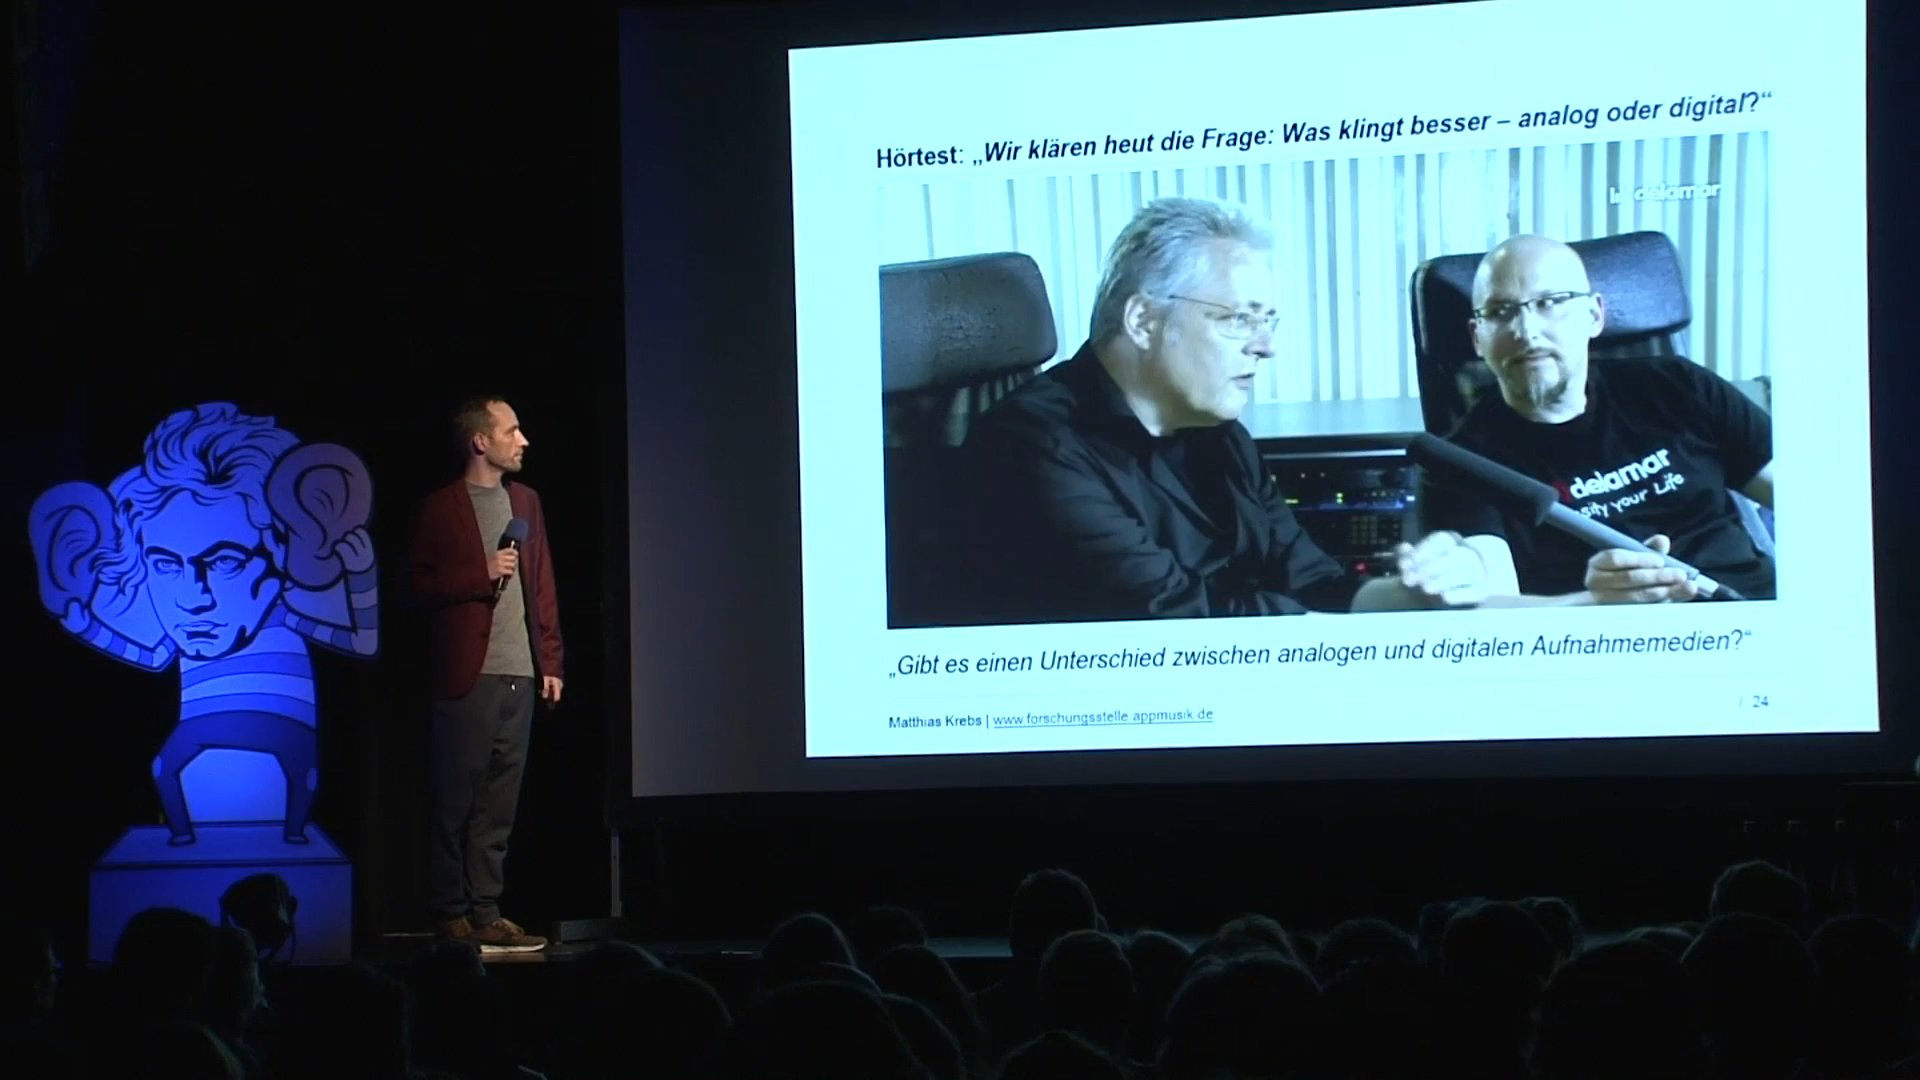 Hörtest: „Wir klären heut die Frage: Was klingt besser – analog oder digital?“
delamar
delamar
sify your Life
„Gibt es einen Unterschied zwischen analogen und digitalen Aufnahmemedien?“
/ 24
Matthias Krebs | www.forschungsstelle.appmusik.de